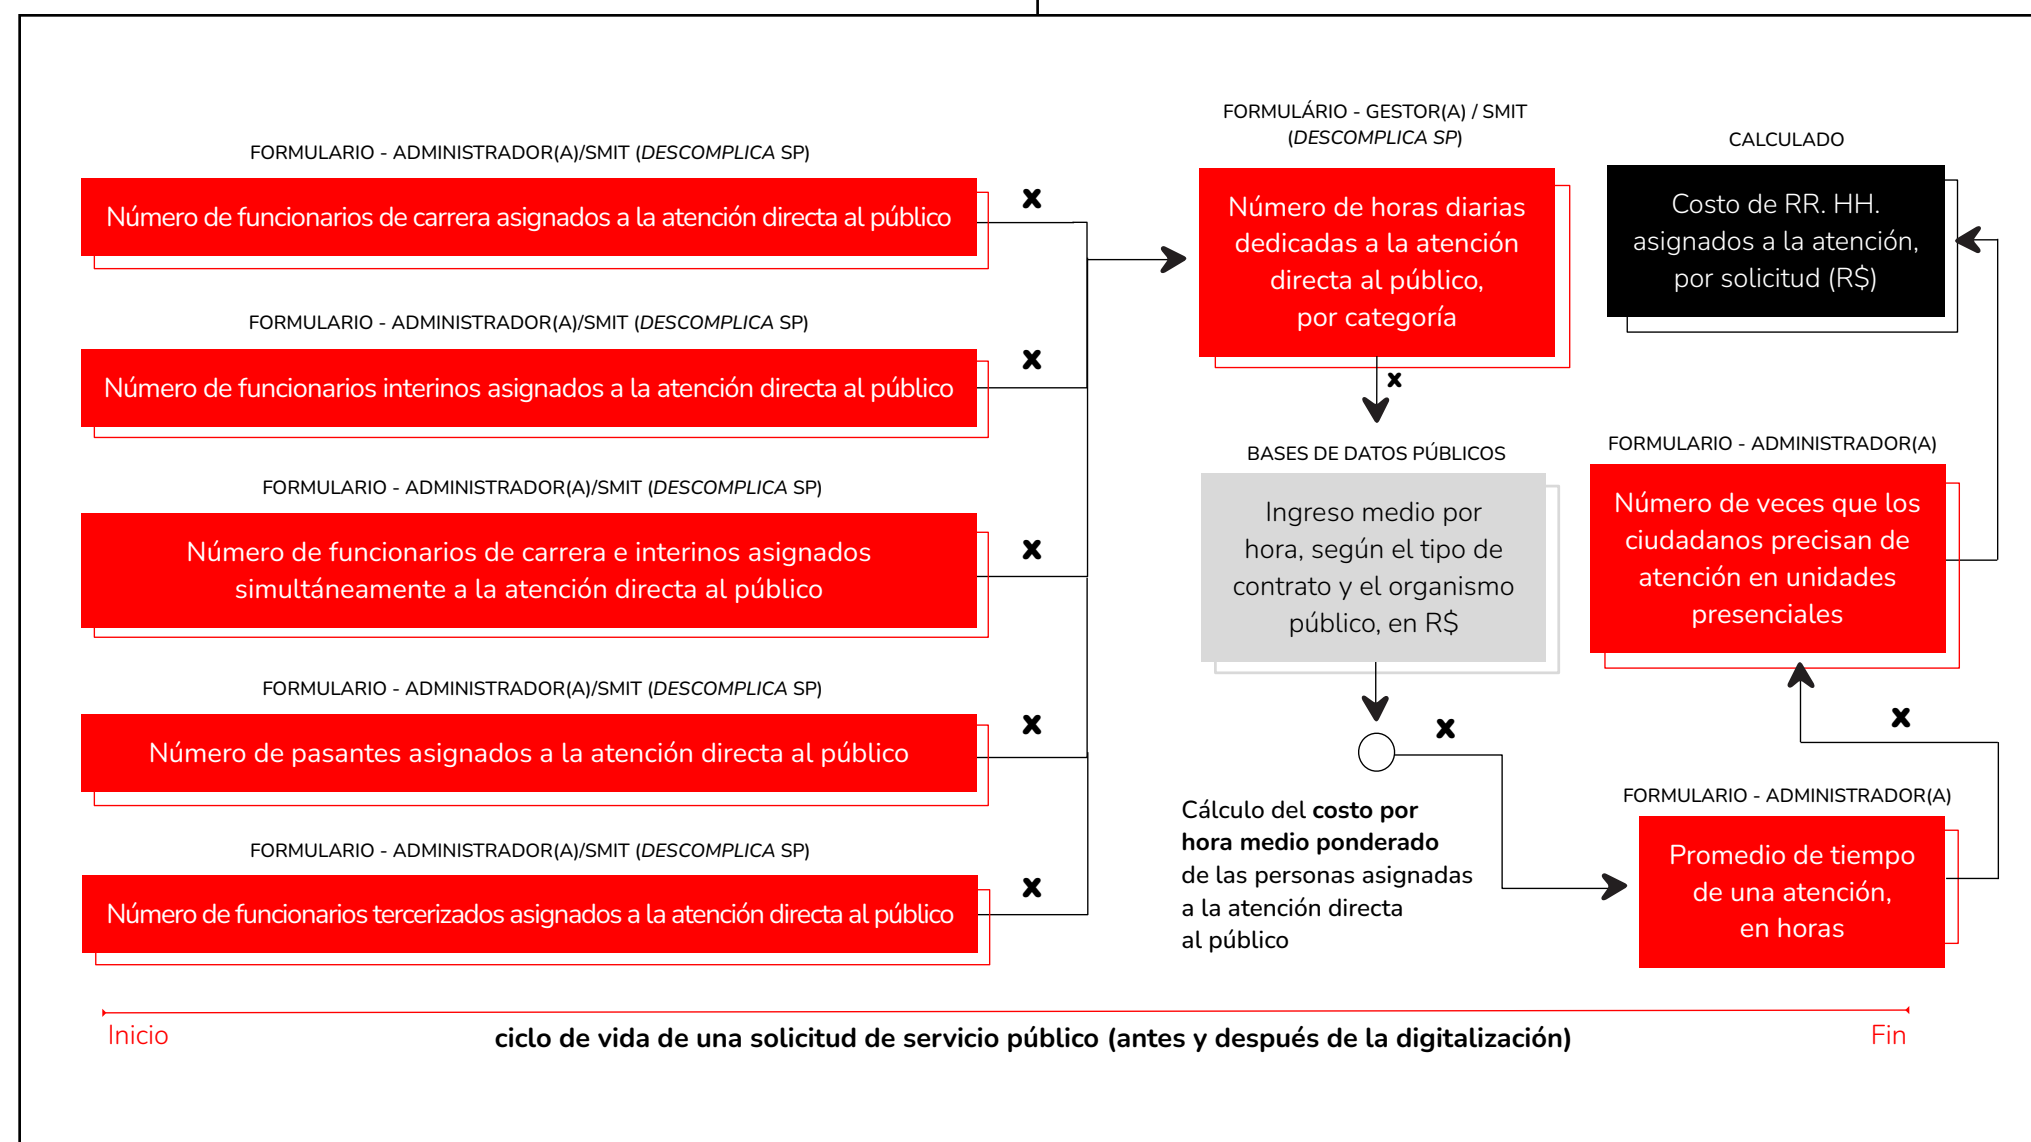 FORMULARIO - ADMINISTRADOR(A)/SMIT (DESCOMPLICA SP)
Número de funcionarios de carrera asignados a la atención directa al público
x
FORMULARIO - ADMINISTRADOR(A)/SMIT (DESCOMPLICA SP)
Número de funcionarios interinos asignados a la atención directa al público
x
FORMULARIO - ADMINISTRADOR(A)/SMIT (DESCOMPLICA SP)
Número de funcionarios de carrera e interinos asignados
simultáneamente a la atención directa al público
x
FORMULARIO - ADMINISTRADOR(A)/SMIT (DESCOMPLICA SP)
Número de pasantes asignados a la atención directa al público
x
FORMULARIO - ADMINISTRADOR(A)/SMIT (DESCOMPLICA SP)
Número de funcionarios tercerizados asignados a la atención directa al público
x
FORMULÁRIO - GESTOR(A) / SMIT
(DESCOMPLICA SP)
Número de horas diarias
dedicadas a la atención
directa al público,
por categoría
x
BASES DE DATOS PÚBLICOS
Ingreso medio por
hora, según el tipo de
contrato y el organismo
público, en R$
x
Cálculo del costo por
hora medio ponderado
de las personas asignadas
a la atención directa
al público
FORMULARIO - ADMINISTRADOR(A)
Promedio de tiempo
de una atención,
en horas
x
FORMULARIO - ADMINISTRADOR(A)
Número de veces que los
ciudadanos precisan de
atención en unidades
presenciales
CALCULADO
Costo de RR. HH.
asignados a la atención,
por solicitud (R$)
Inicio
ciclo de vida de una solicitud de servicio público (antes y después de la digitalización)
Fin